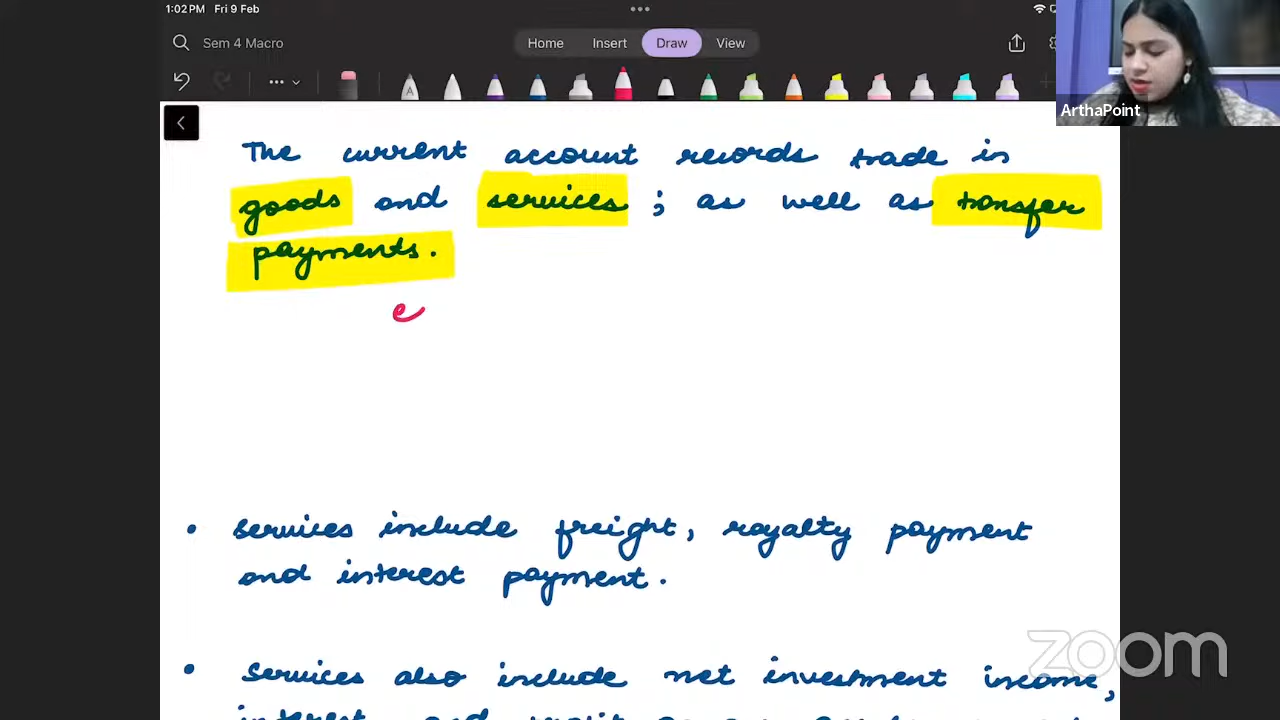 1:02 PM Fri 9 Feb
Sem 4 Macro
Home Insert Draw View
ArthaPoint
The current account records trade in
goods and services ; as well as transfer
payments.
e
• services include freight, royalty payment
and interest payment.
• services also include net investment income,
interest and
zoom